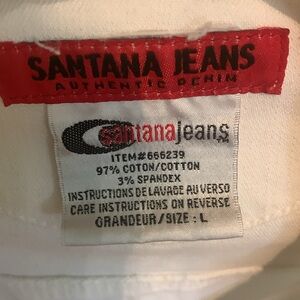 SANTANA JEANS
AUTHENTIC DENIM
santanajeans
ITEM#666239
97% COTON/COTTON
3% SPANDEX
INSTRUCTIONS DE LAVAGE AU VERSO
CARE INSTRUCTIONS ON REVERSE
GRANDEUR/SIZE : L